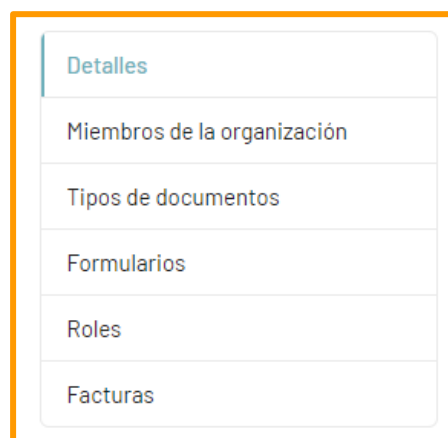 Detalles
Miembros de la organización
Tipos de documentos
Formularios
Roles
Facturas